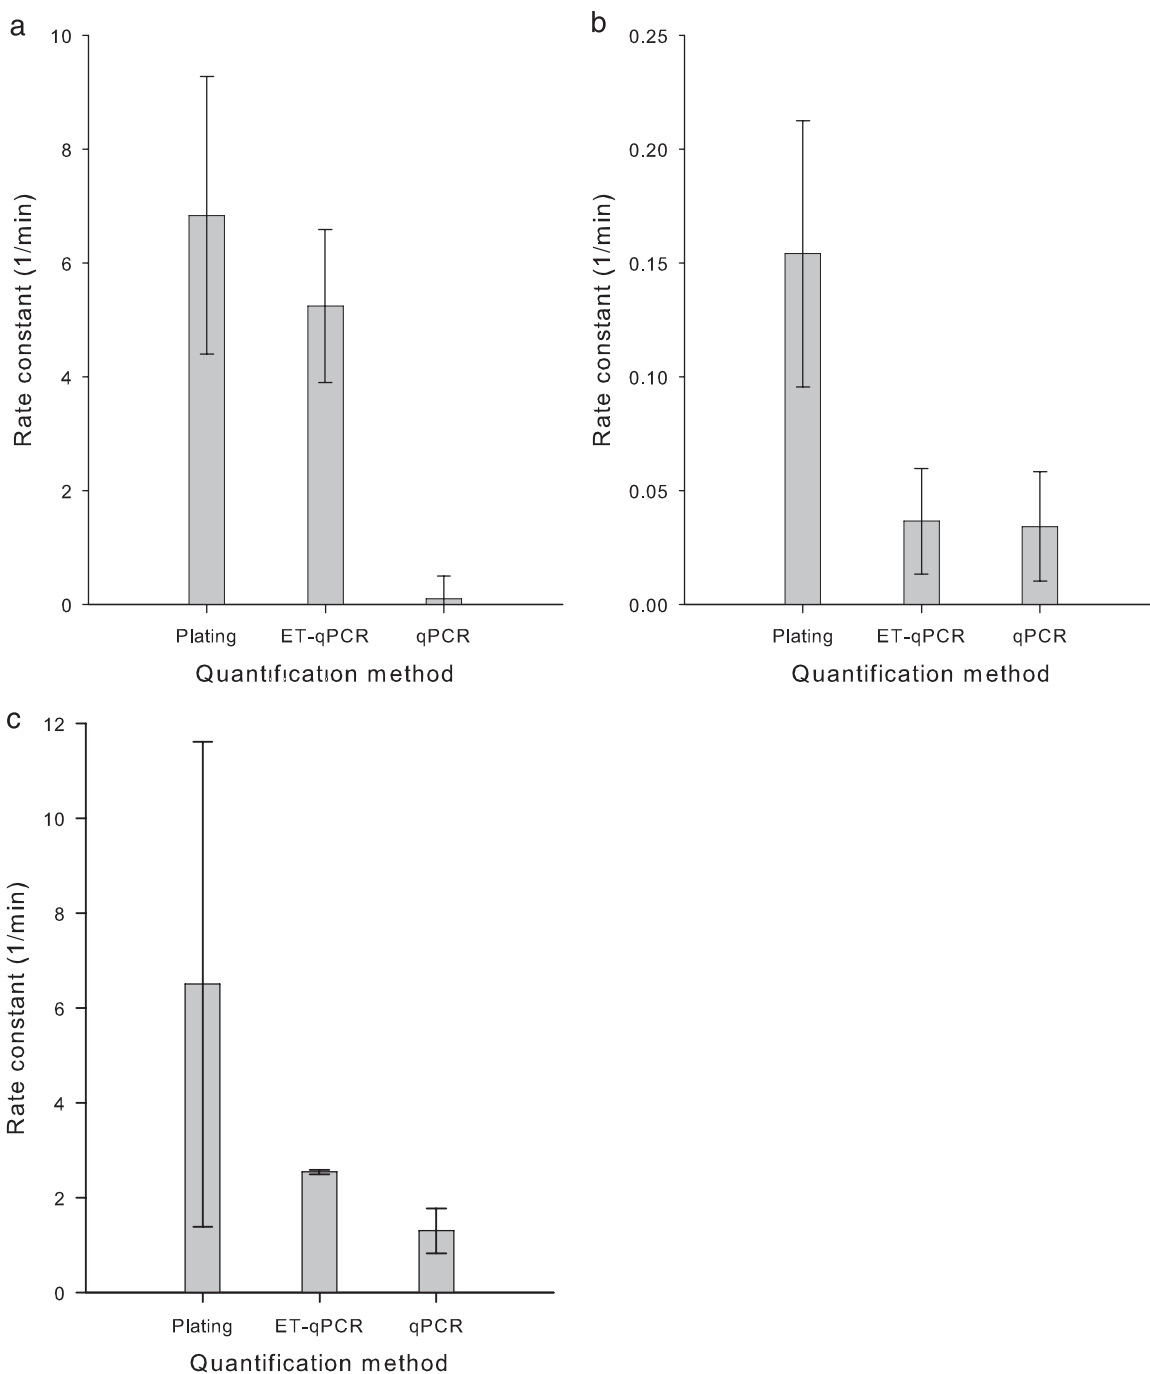 a
10
8
6
4
2
0
Rate constant (1/min)
Plating ET-qPCR qPCR
Quantification method
b
0.25
0.20
0.15
0.10
0.05
0.00
Rate constant (1/min)
Plating ET-qPCR qPCR
Quantification method
c
12
10
8
6
4
2
0
Rate constant (1/min)
Plating ET-qPCR qPCR
Quantification method